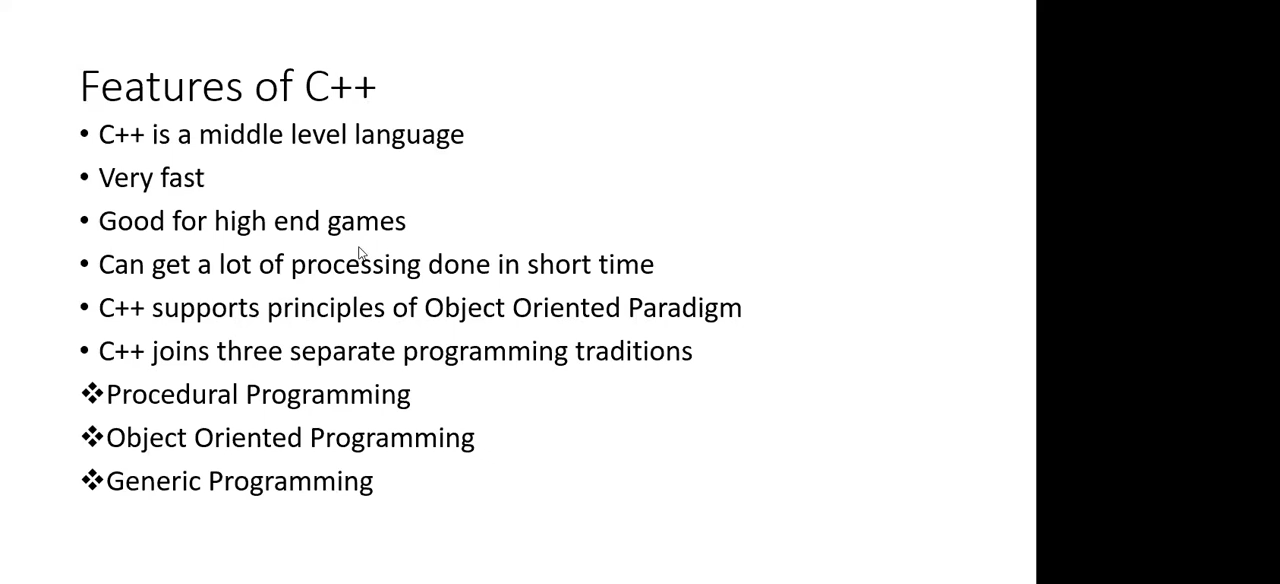 Features of C++
• C++ is a middle level language
• Very fast
• Good for high end games
• Can get a lot of processing done in short time
• C++ supports principles of Object Oriented Paradigm
• C++ joins three separate programming traditions
❖Procedural Programming
❖Object Oriented Programming
❖Generic Programming